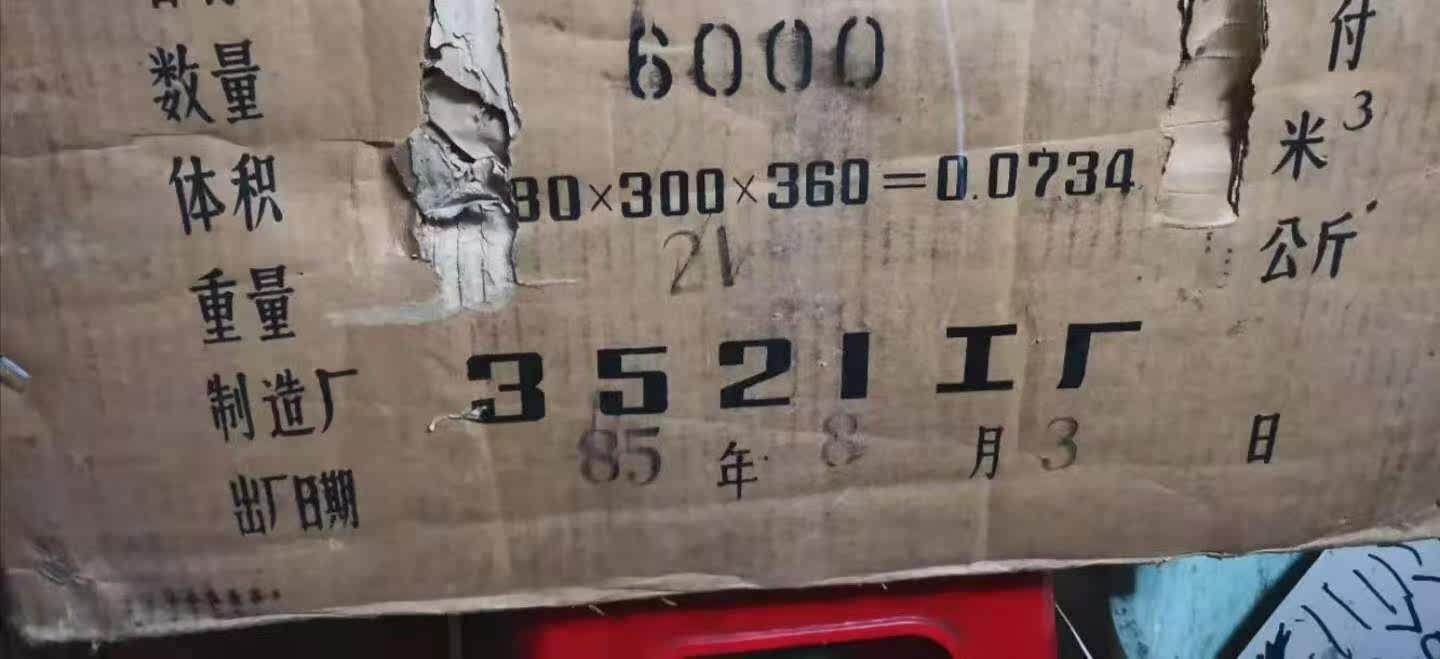 数量 6000 付
体积 80×300×360=0.0734 米3
重量 21 公斤
制造厂 3521工厂
出厂日期 85年8月3日